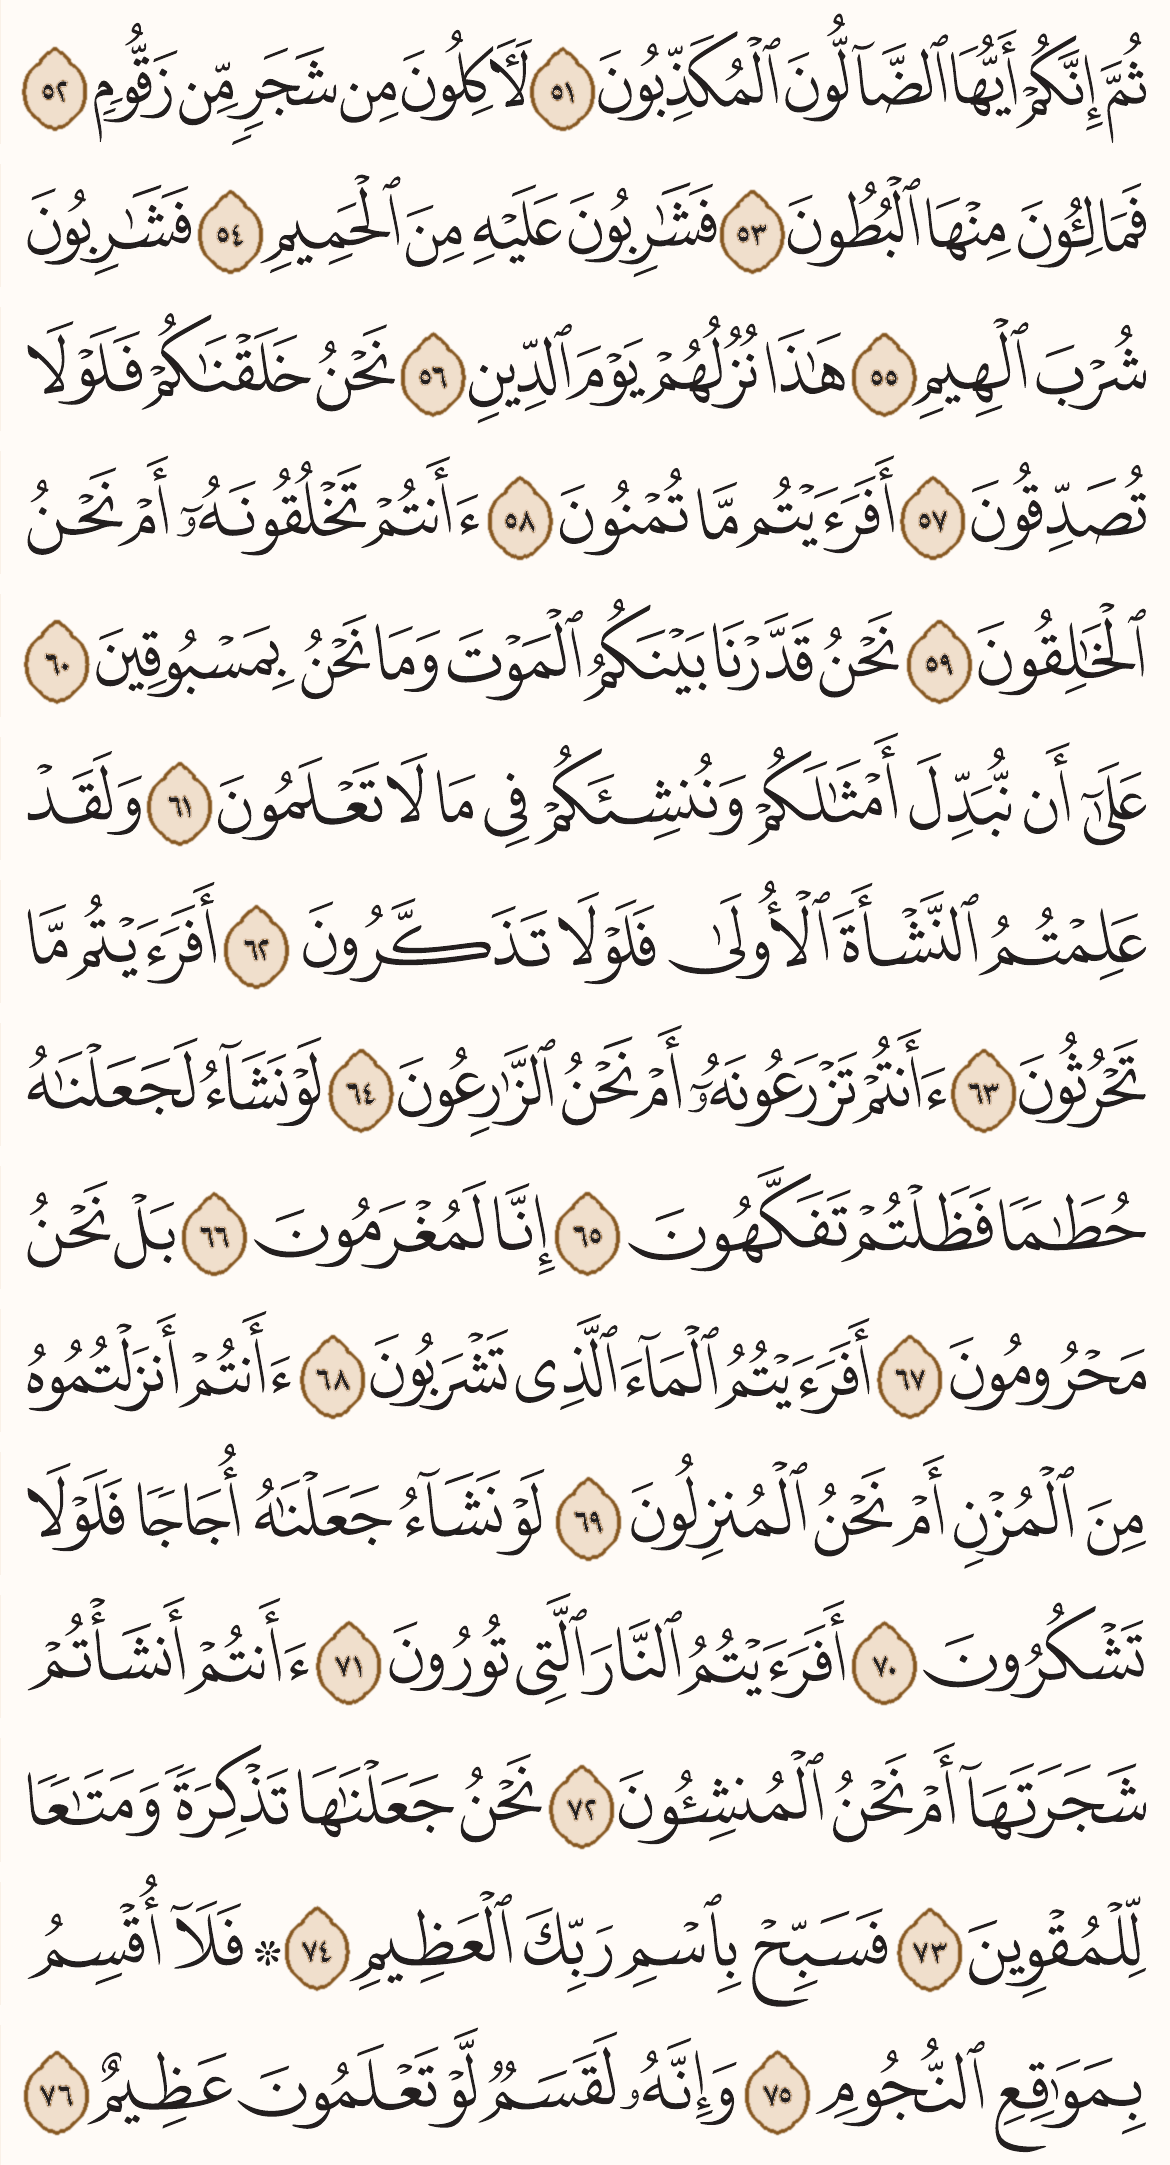 ثُمَّ إِنَّكُمْ أَيُّهَا ٱلضَّآلُّونَ ٱلْمُكَذِّبُونَ ٥١ لَءَاكِلُونَ مِن شَجَرٍ مِّن زَقُّومٍ ٥٢
فَمَالِـُٔونَ مِنْهَا ٱلْبُطُونَ ٥٣ فَشَٰرِبُونَ عَلَيْهِ مِنَ ٱلْحَمِيمِ ٥٤ فَشَٰرِبُونَ
شُرْبَ ٱلْهِيمِ ٥٥ هَٰذَا نُزُلُهُمْ يَوْمَ ٱلدِّينِ ٥٦ نَحْنُ خَلَقْنَٰكُمْ فَلَوْلَا
تُصَدِّقُونَ ٥٧ أَفَرَءَيْتُم مَّا تُمْنُونَ ٥٨ ءَأَنتُمْ تَخْلُقُونَهُۥٓ أَمْ نَحْنُ
ٱلْخَٰلِقُونَ ٥٩ نَحْنُ قَدَّرْنَا بَيْنَكُمُ ٱلْمَوْتَ وَمَا نَحْنُ بِمَسْبُوقِينَ ٦٠
عَلَىٰٓ أَن نُّبَدِّلَ أَمْثَٰلَكُمْ وَنُنشِئَكُمْ فِى مَا لَا تَعْلَمُونَ ٦١ وَلَقَدْ
عَلِمْتُمُ ٱلنَّشْأَةَ ٱلْأُولَىٰ فَلَوْلَا تَذَكَّرُونَ ٦٢ أَفَرَءَيْتُم مَّا
تَحْرُثُونَ ٦٣ ءَأَنتُمْ تَزْرَعُونَهُۥٓ أَمْ نَحْنُ ٱلزَّٰرِعُونَ ٦٤ لَوْ نَشَآءُ لَجَعَلْنَٰهُ
حُطَٰمًا فَظَلْتُمْ تَفَكَّهُونَ ٦٥ إِنَّا لَمُغْرَمُونَ ٦٦ بَلْ نَحْنُ
مَحْرُومُونَ ٦٧ أَفَرَءَيْتُمُ ٱلْمَآءَ ٱلَّذِى تَشْرَبُونَ ٦٨ ءَأَنتُمْ أَنزَلْتُمُوهُ
مِنَ ٱلْمُزْنِ أَمْ نَحْنُ ٱلْمُنزِلُونَ ٦٩ لَوْ نَشَآءُ جَعَلْنَٰهُ أُجَاجًا فَلَوْلَا
تَشْكُرُونَ ٧٠ أَفَرَءَيْتُمُ ٱلنَّارَ ٱلَّتِى تُورُونَ ٧١ ءَأَنتُمْ أَنشَأْتُمْ
شَجَرَتَهَآ أَمْ نَحْنُ ٱلْمُنشِـُٔونَ ٧٢ نَحْنُ جَعَلْنَٰهَا تَذْكِرَةً وَمَتَٰعًا
لِّلْمُقْوِينَ ٧٣ فَسَبِّحْ بِٱسْمِ رَبِّكَ ٱلْعَظِيمِ ٧٤ ۞ فَلَآ أُقْسِمُ
بِمَوَٰقِعِ ٱلنُّجُومِ ٧٥ وَإِنَّهُۥ لَقَسَمٌ لَّوْ تَعْلَمُونَ عَظِيمٌ ٧٦